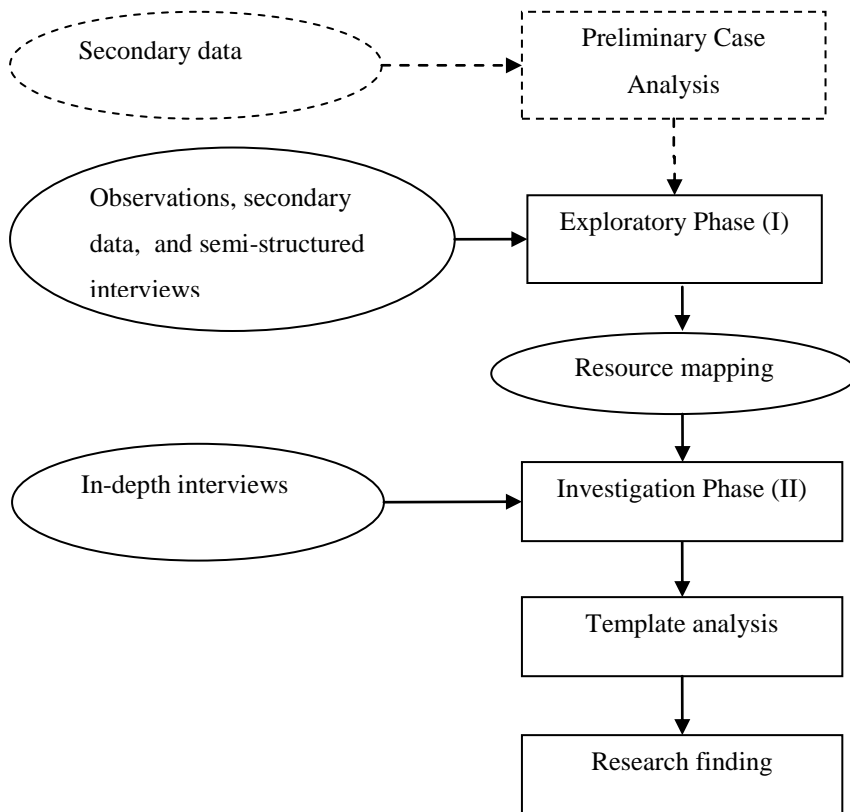 Secondary data
Preliminary Case
Analysis
Observations, secondary
data, and semi-structured
interviews
Exploratory Phase (I)
Resource mapping
In-depth interviews
Investigation Phase (II)
Template analysis
Research finding